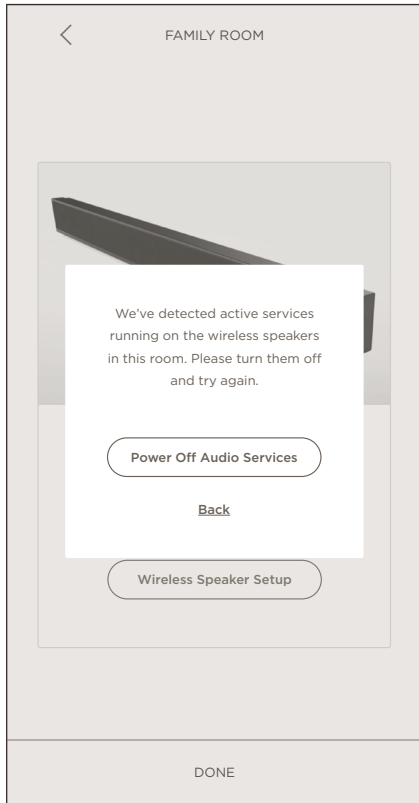 FAMILY ROOM
We’ve detected active services
running on the wireless speakers
in this room. Please turn them off
and try again.
Power Off Audio Services
Back
Wireless Speaker Setup
DONE